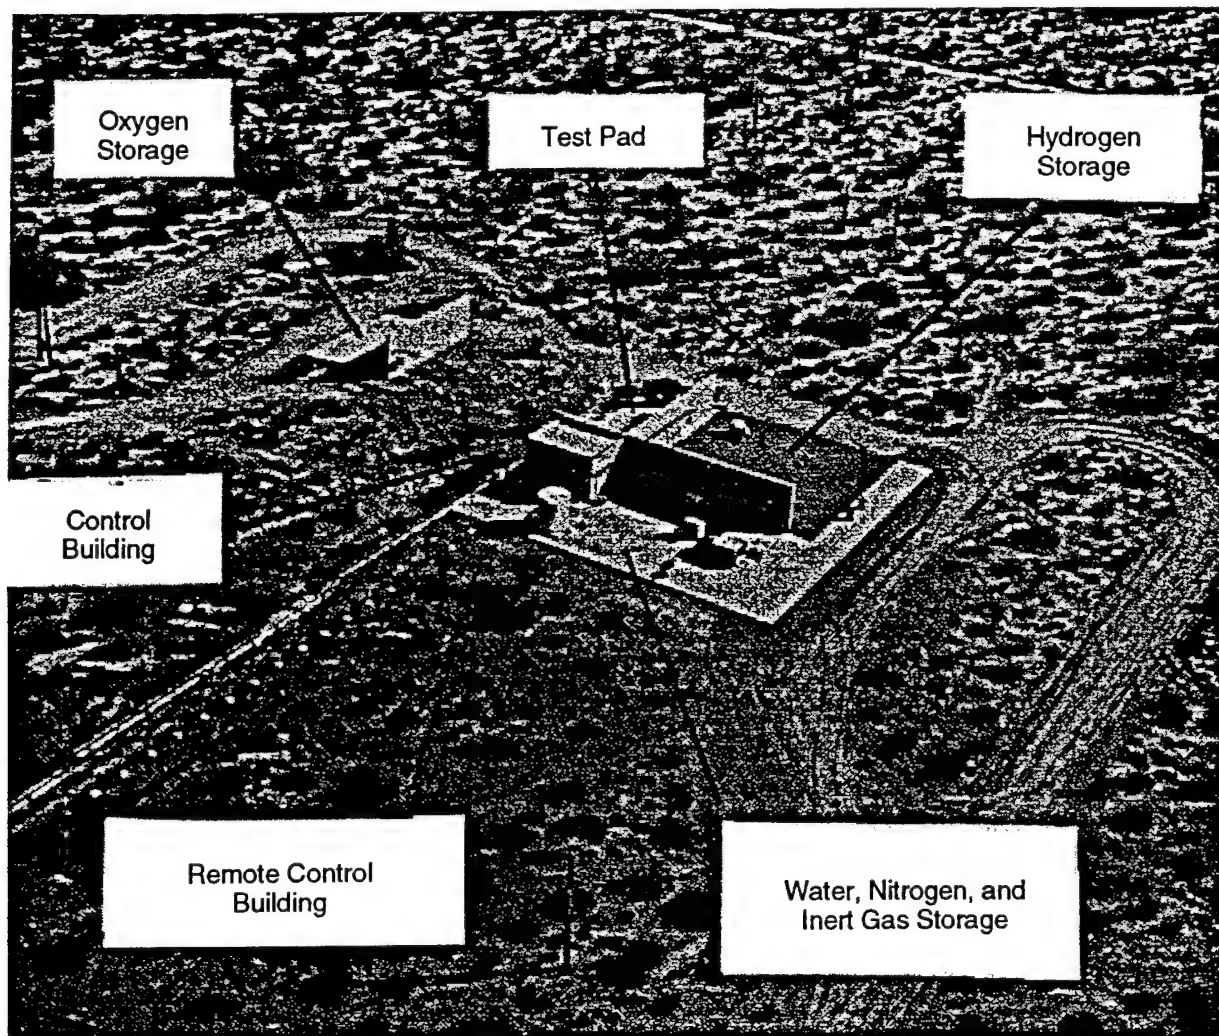 Oxygen
Storage
Test Pad
Hydrogen
Storage
Control
Building
Remote Control
Building
Water, Nitrogen, and
Inert Gas Storage